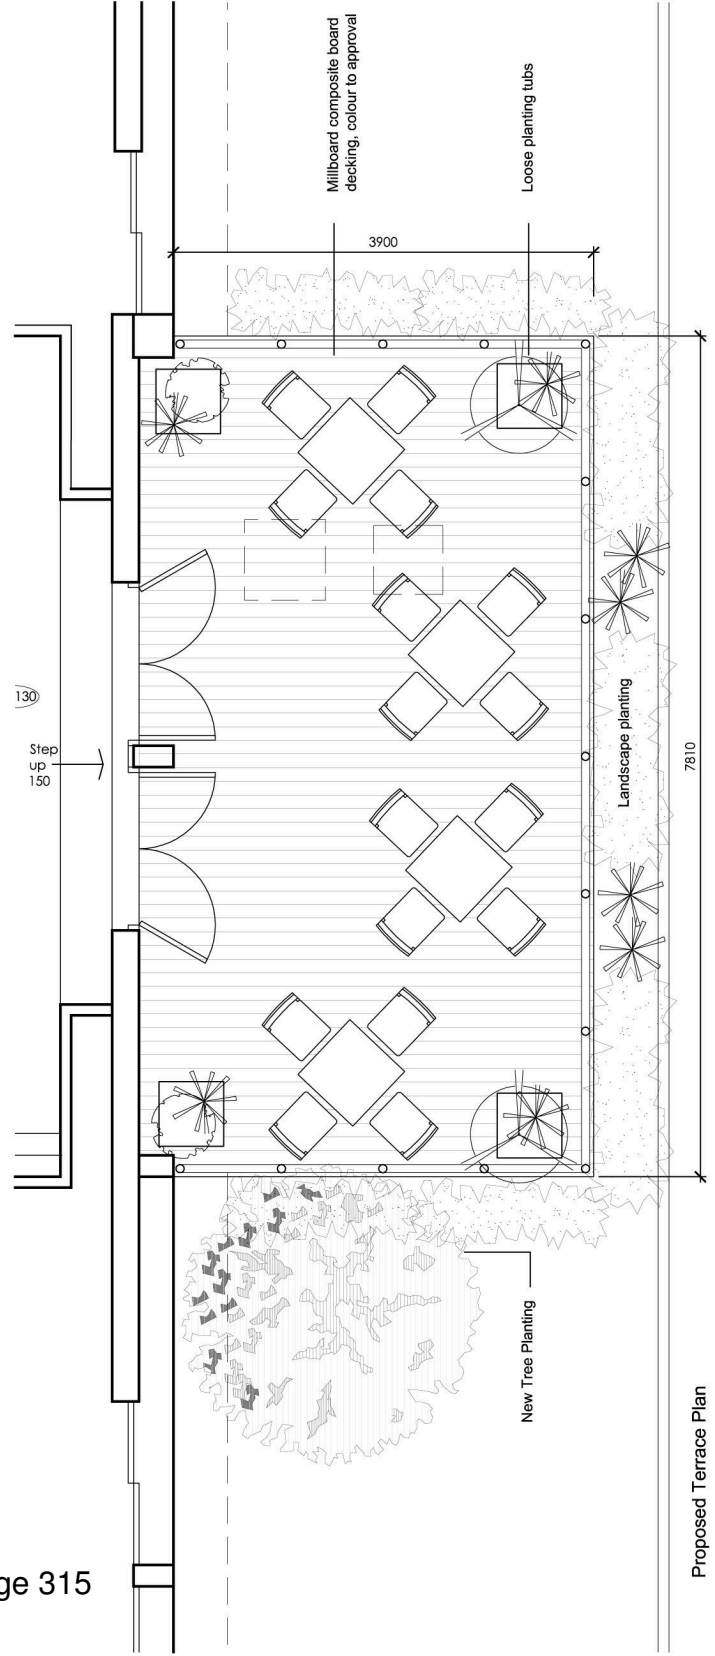 Millboard composite board
decking, colour to approval
Loose planting tubs
3900
130
Step
up
150
Landscape planting
7810
New Tree Planting
Proposed Terrace Plan
ge 315